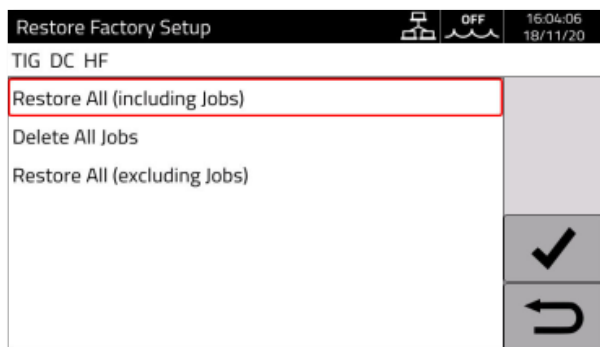 Restore Factory Setup
OFF
16:04:06
18/11/20
TIG DC HF
Restore All (including Jobs)
Delete All Jobs
Restore All (excluding Jobs)